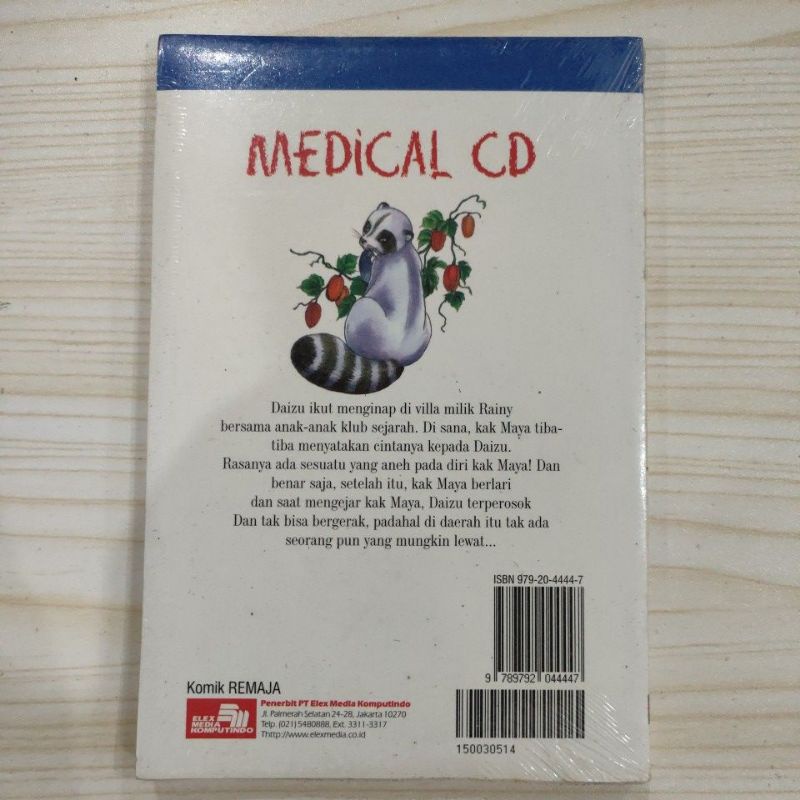 MEDiCAL CD
Daizu ikut menginap di villa milik Rainy
bersama anak-anak klub sejarah. Di sana, kak Maya tiba-
tiba menyatakan cintanya kepada Daizu.
Rasanya ada sesuatu yang aneh pada diri kak Maya! Dan
benar saja, setelah itu, kak Maya berlari
dan saat mengejar kak Maya, Daizu terperosok
Dan tak bisa bergerak, padahal di daerah itu tak ada
seorang pun yang mungkin lewat...
ISBN 979-20-4444-7
9 789792 044447
Komik REMAJA
ELEX
MEDIA
KOMPUTINDO
Penerbit PT Elex Media Komputindo
Jl. Palmerah Selatan 24-28, Jakarta 10270
Telp. (021) 5480888, Ext. 3311-3317
Thttp://www.elexmedia.co.id
150030514